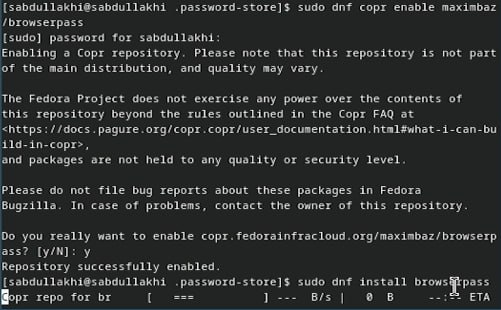 [sabdullakhi@sabdullakhi .password-store]$ sudo dnf copr enable maximbaz
/browserpass
[sudo] password for sabdullakhi:
Enabling a Copr repository. Please note that this repository is not part
of the main distribution, and quality may vary.

The Fedora Project does not exercise any power over the contents of
this repository beyond the rules outlined in the Copr FAQ at
<https://docs.pagure.org/copr.copr/user_documentation.html#what-i-can-bu
ild-in-copr>,
and packages are not held to any quality or security level.

Please do not file bug reports about these packages in Fedora
Bugzilla. In case of problems, contact the owner of this repository.

Do you really want to enable copr.fedorainfracloud.org/maximbaz/browserp
ass? [y/N]: y
Repository successfully enabled.
[sabdullakhi@sabdullakhi .password-store]$ sudo dnf install browserpass
Copr repo for br     [   ===          ] ---  B/s |   0  B     --:-- ETA